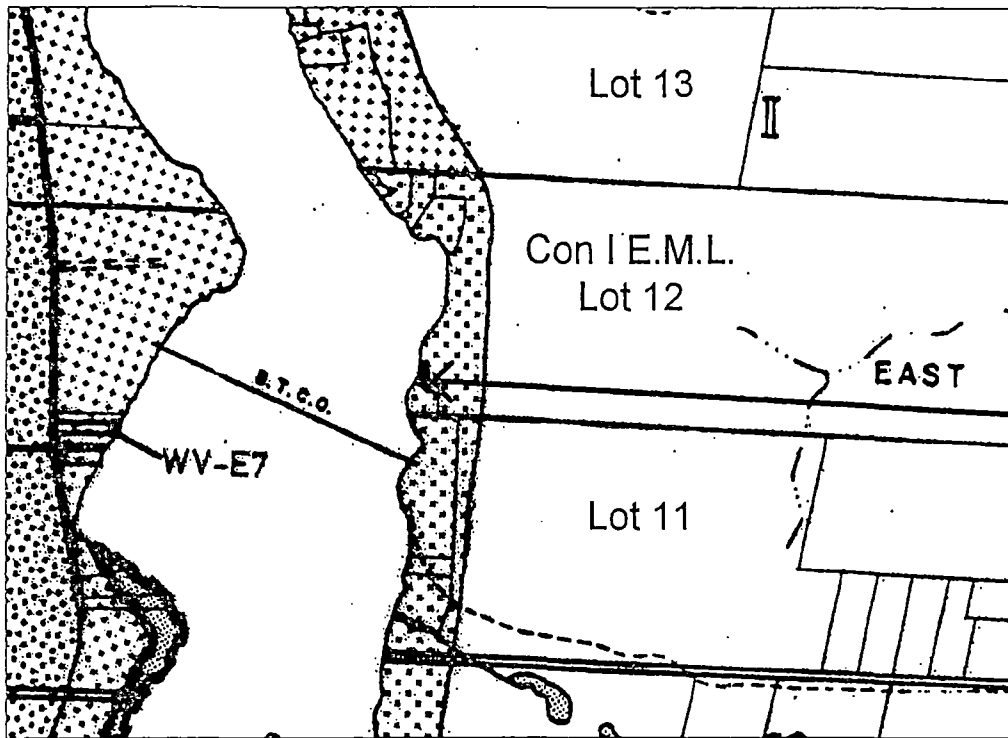 Lot 13
II
Con I E.M.L.
Lot 12
EAST
B.T.C.O.
WV-E7
Lot 11